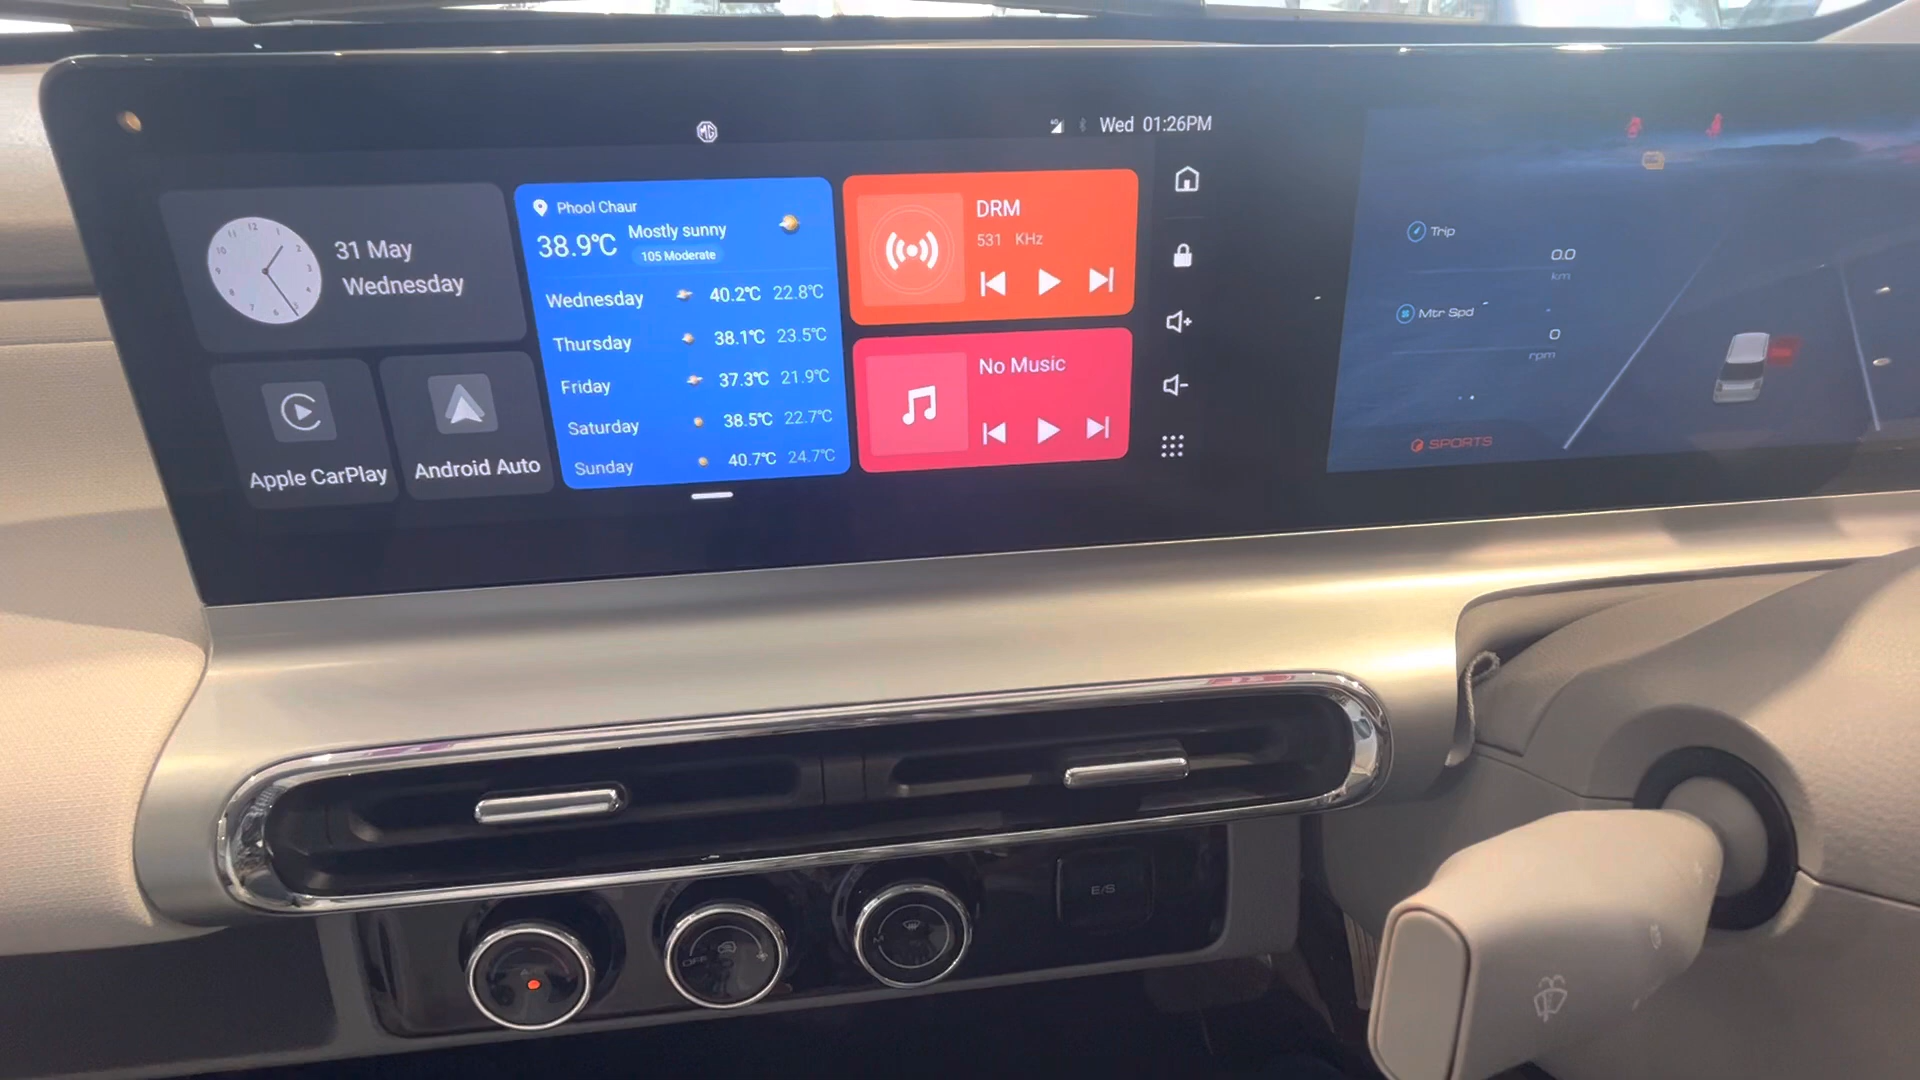 MG
Wed 01:26PM
31 May
Wednesday
Apple CarPlay
Android Auto
Phool Chaur
38.9℃
Mostly sunny
105 Moderate
Wednesday 40.2℃ 22.8℃
Thursday 38.1℃ 23.5℃
Friday 37.3℃ 21.9℃
Saturday 38.5℃ 22.7℃
Sunday 40.7℃ 24.7℃
DRM
531 KHz
No Music
Trip
0.0
km
Mtr Spd
0
rpm
SPORTS
OFF
M
E/S